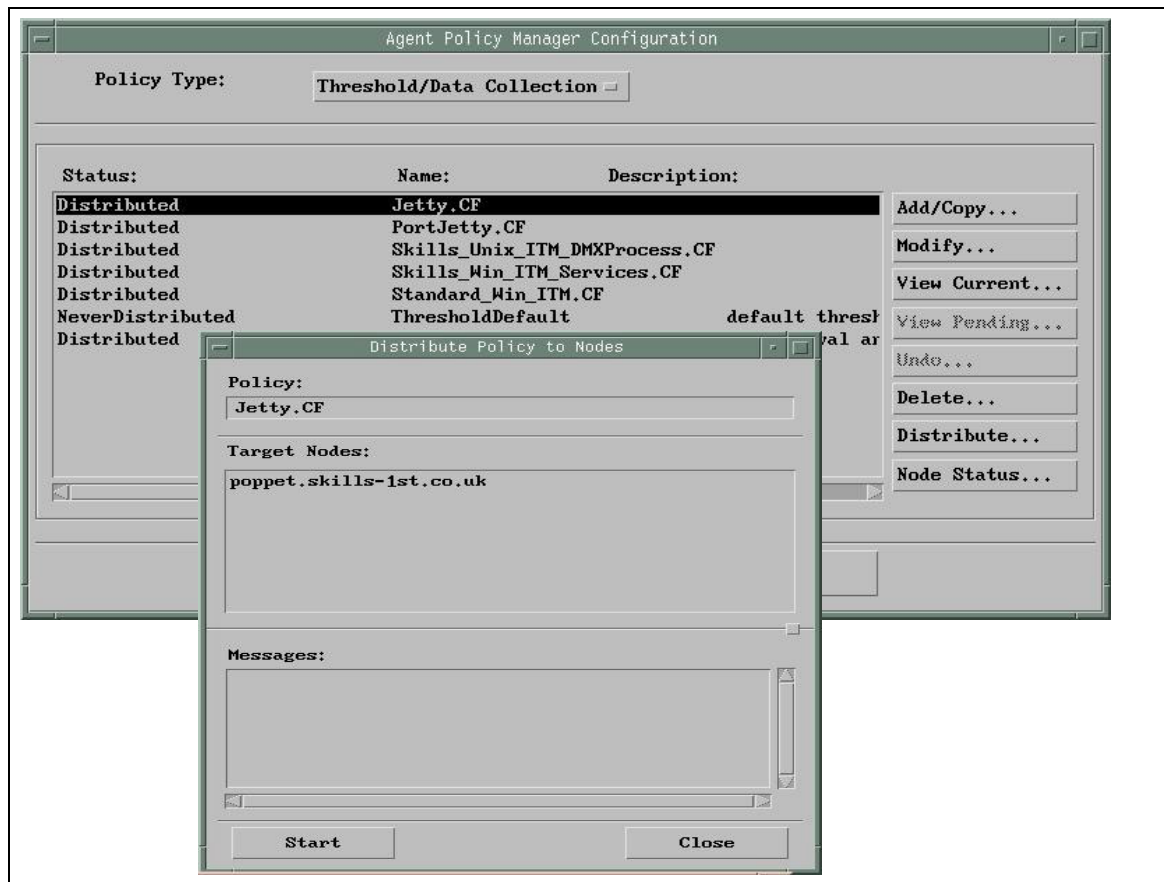 Agent Policy Manager Configuration
Policy Type: Threshold/Data Collection
Status: Name: Description:
Distributed Jetty.CF
Distributed PortJetty.CF
Distributed Skills_Unix_ITM_DMXProcess.CF
Distributed Skills_Win_ITM_Services.CF
Distributed Standard_Win_ITM.CF
NeverDistributed ThresholdDefault default thresh
Distributed val ar
Add/Copy...
Modify...
View Current...
View Pending...
Undo...
Delete...
Distribute...
Node Status...
Distribute Policy to Nodes
Policy:
Jetty.CF
Target Nodes:
poppet.skills-1st.co.uk
Messages:
Start Close